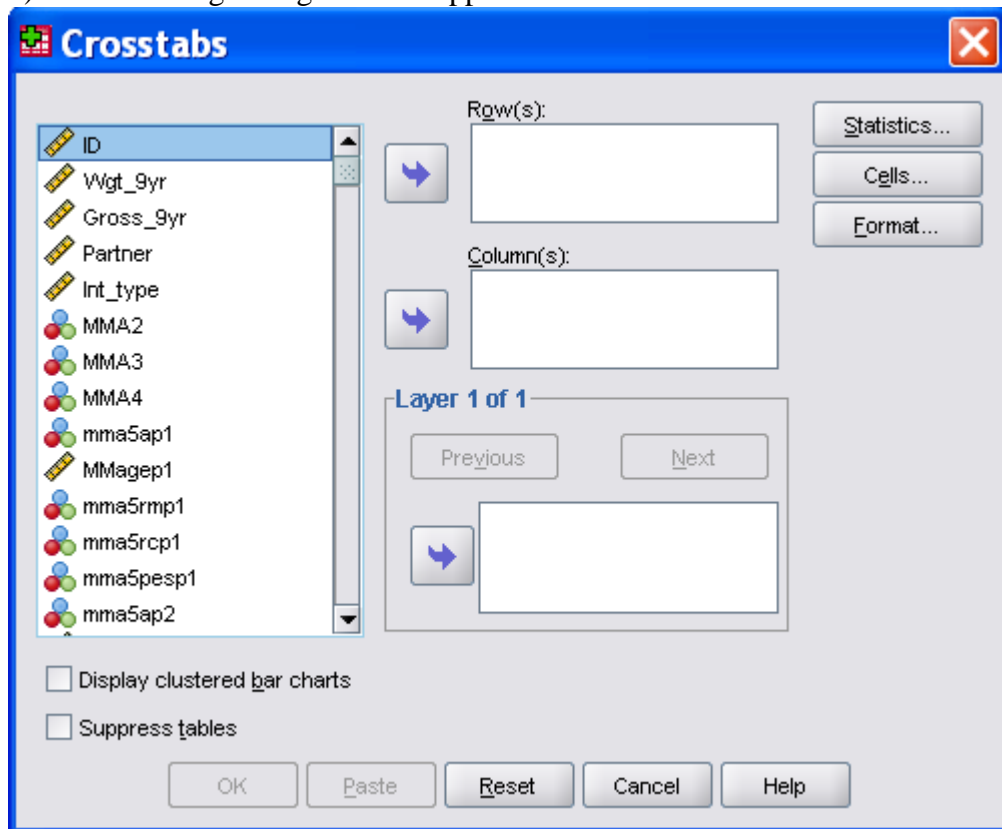 Crosstabs
Row(s):
Statistics...
Cells...
Format...
ID
Wgt_9yr
Gross_9yr
Partner
Int_type
MMA2
MMA3
MMA4
mma5ap1
MMagep1
mma5rmp1
mma5rcp1
mma5pesp1
mma5ap2
Column(s):
Layer 1 of 1
Previous
Next
Display clustered bar charts
Suppress tables
OK
Paste
Reset
Cancel
Help